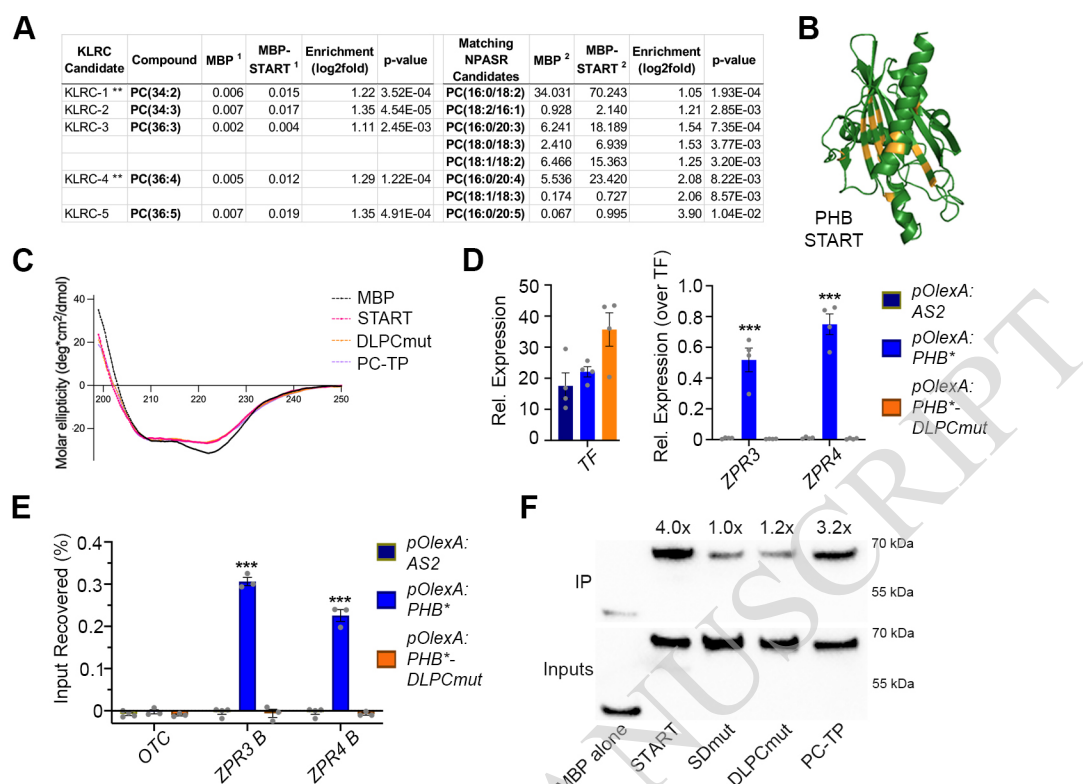 A
KLRC Candidate Compound MBP 1 MBP-START 1 Enrichment (log2fold) p-value Matching NPASR Candidates MBP 2 MBP-START 2 Enrichment (log2fold) p-value
KLRC-1 ** PC(34:2) 0.006 0.015 1.22 3.52E-04 PC(16:0/18:2) 34.031 70.243 1.05 1.93E-04
KLRC-2 PC(34:3) 0.007 0.017 1.35 4.54E-05 PC(18:2/16:1) 0.928 2.140 1.21 2.85E-03
KLRC-3 PC(36:3) 0.002 0.004 1.11 2.45E-03 PC(16:0/20:3) 6.241 18.189 1.54 7.35E-04
PC(18:0/18:3) 2.410 6.939 1.53 3.77E-03
PC(18:1/18:2) 6.466 15.363 1.25 3.20E-03
KLRC-4 ** PC(36:4) 0.005 0.012 1.29 1.22E-04 PC(16:0/20:4) 5.536 23.420 2.08 8.22E-03
PC(18:1/18:3) 0.174 0.727 2.06 8.57E-03
KLRC-5 PC(36:5) 0.007 0.019 1.35 4.91E-04 PC(16:0/20:5) 0.067 0.995 3.90 1.04E-02
B
PHB
START
C
Molar ellipticity (deg*cm2/dmol)
40
20
0
-20
200 210 220 230 240 250
MBP
START
DLPCmut
PC-TP
D
Rel. Expression
50
40
30
20
10
0
TF
Rel. Expression (over TF)
1.0
0.8
0.6
0.4
0.2
0
***
***
ZPR3
ZPR4
pOlexA:
AS2
pOlexA:
PHB*
pOlexA:
PHB*-
DLPCmut
E
Input Recovered (%)
0.4
0.3
0.2
0.1
0
***
***
OTC
ZPR3 B
ZPR4 B
pOlexA:
AS2
pOlexA:
PHB*
pOlexA:
PHB*-
DLPCmut
F
4.0x 1.0x 1.2x 3.2x
70 kDa
IP
55 kDa
70 kDa
Inputs
55 kDa
MBP alone
START
SDmut
DLPCmut
PC-TP
ANUSCRIPT